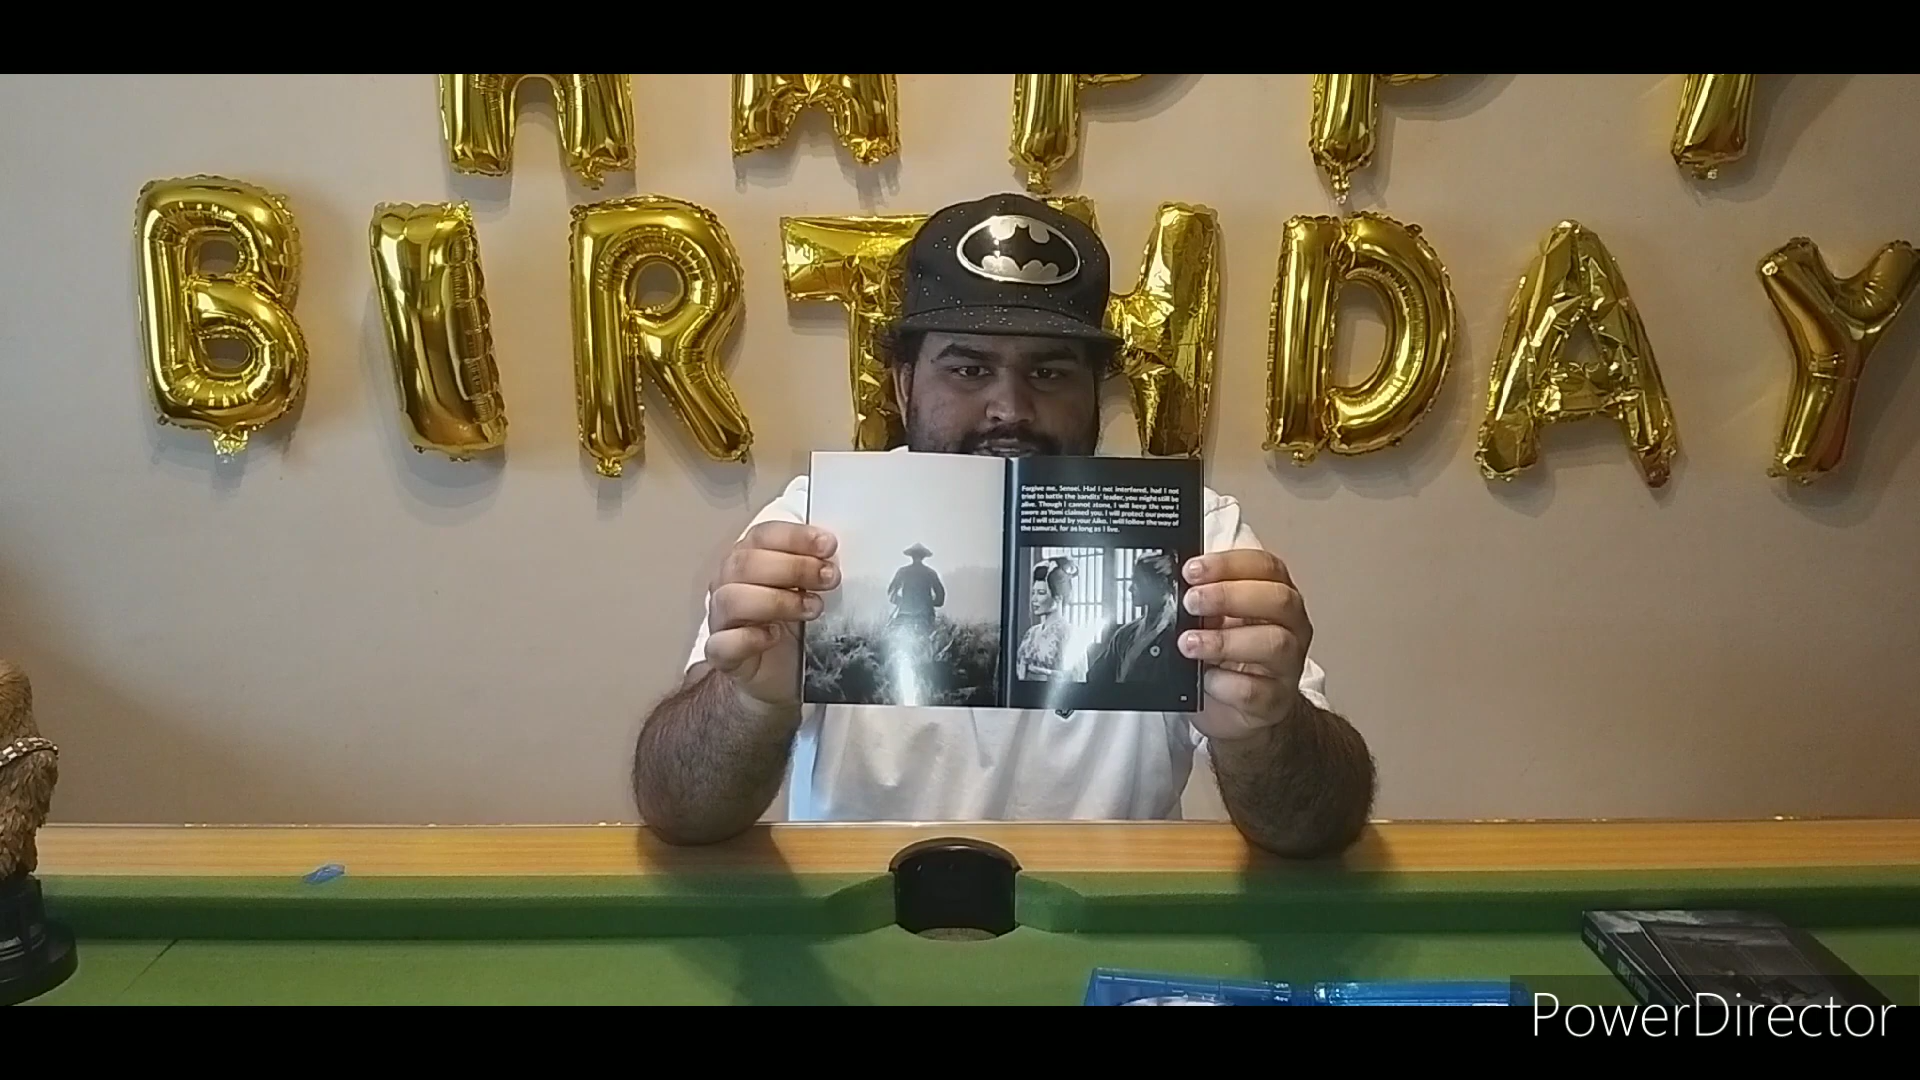 HAPPY
BIRTHDAY
Forgive me, Sensei. Had I not interfered, had I not
tried to battle the bandits' leader, you might still be
alive. Though I cannot atone, I will keep the vow I
swore as Yomi claimed you. I will protect our people
and I will stand by your Aiko. I will follow the way of
the samurai, for as long as I live.
PowerDirector